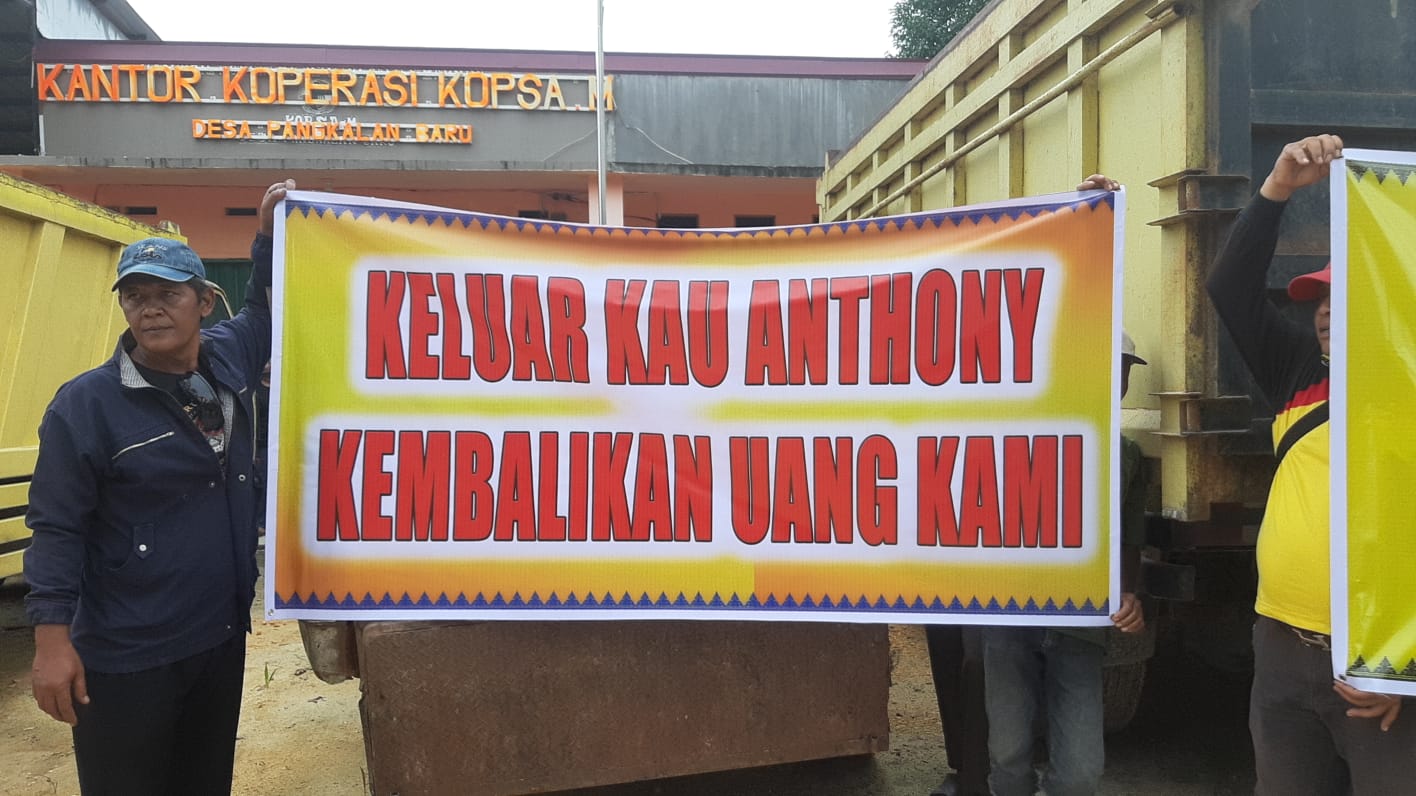 KANTOR KOPERASI KOPSA.M
DESA PANGKALAN BARU
KELUAR KAU ANTHONY
KEMBALIKAN UANG KAMI